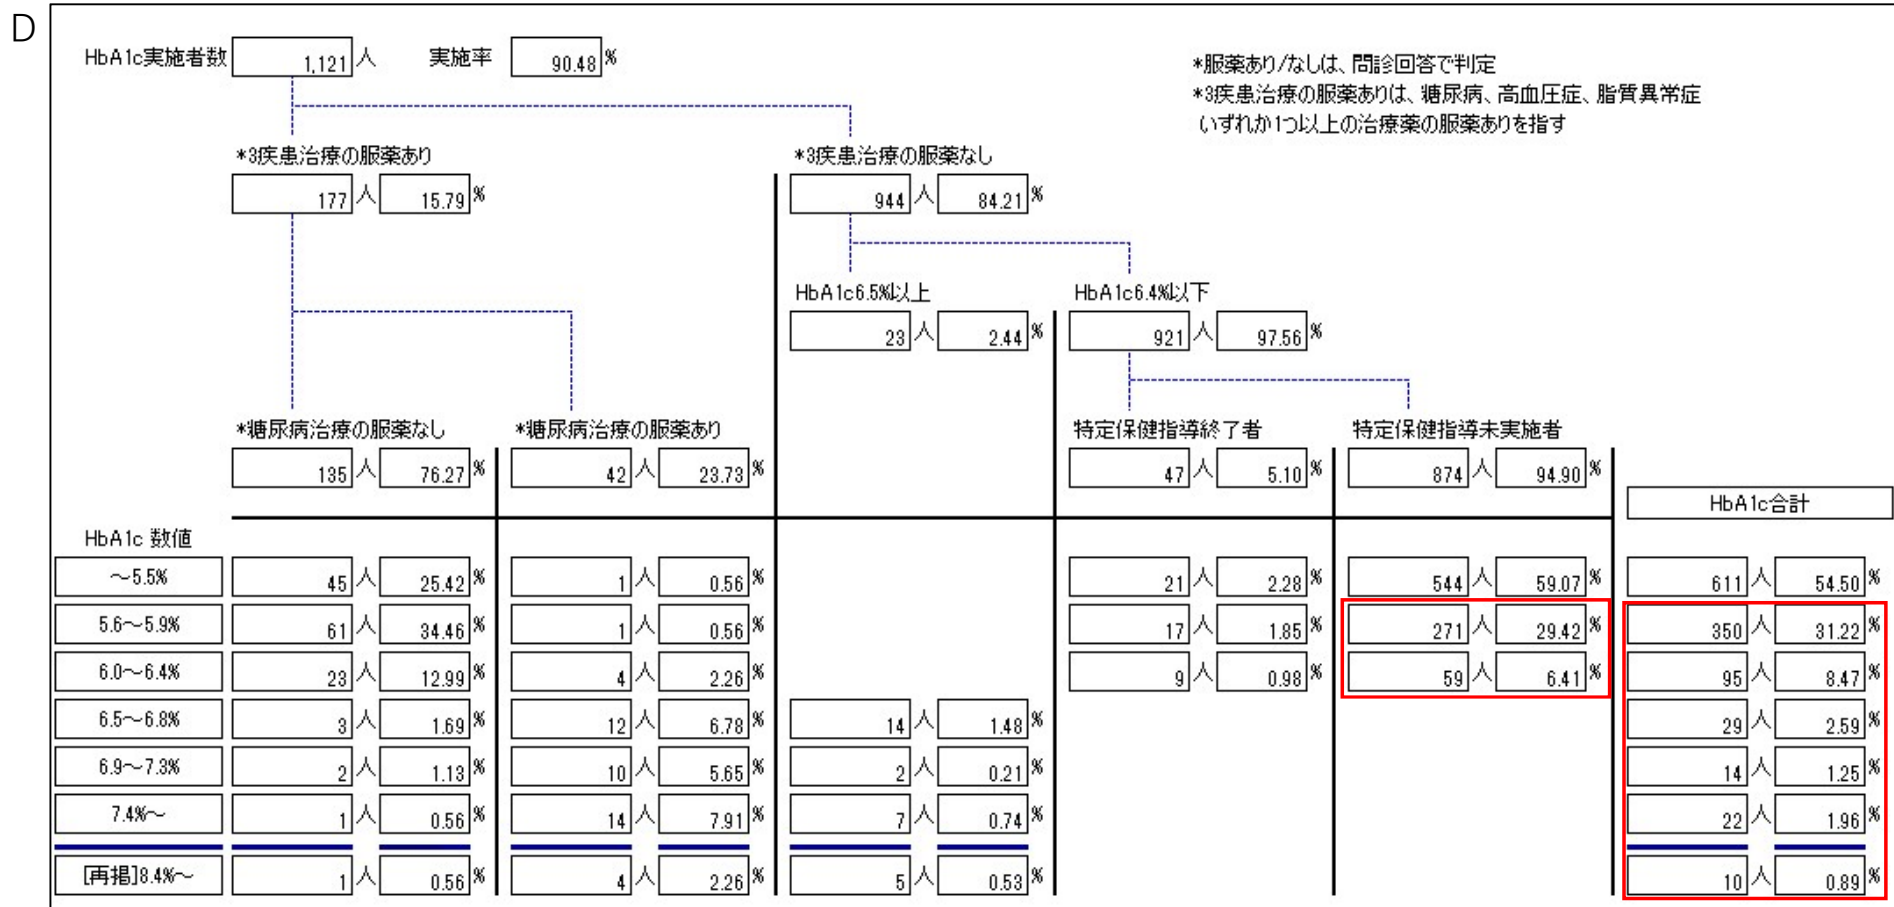 D
HbA1c実施者数 1,121 人 実施率 90.48 %
*服薬あり/なしは、問診回答で判定
*3疾患治療の服薬ありは、糖尿病、高血圧症、脂質異常症
いずれか1つ以上の治療薬の服薬ありを指す
*3疾患治療の服薬あり *3疾患治療の服薬なし
177 人 15.79 % 944 人 84.21 %
HbA1c6.5%以上 HbA1c6.4%以下
23 人 2.44 % 921 人 97.56 %
*糖尿病治療の服薬なし *糖尿病治療の服薬あり 特定保健指導終了者 特定保健指導未実施者
135 人 76.27 % 42 人 23.73 % 47 人 5.10 % 874 人 94.90 %
HbA1c合計
HbA1c 数値
～5.5% 45 人 25.42 % 1 人 0.56 % 21 人 2.28 % 544 人 59.07 % 611 人 54.50 %
5.6～5.9% 61 人 34.46 % 1 人 0.56 % 17 人 1.85 % 271 人 29.42 % 350 人 31.22 %
6.0～6.4% 23 人 12.99 % 4 人 2.26 % 9 人 0.98 % 59 人 6.41 % 95 人 8.47 %
6.5～6.8% 3 人 1.69 % 12 人 6.78 % 14 人 1.48 % 29 人 2.59 %
6.9～7.3% 2 人 1.13 % 10 人 5.65 % 2 人 0.21 % 14 人 1.25 %
7.4%～ 1 人 0.56 % 14 人 7.91 % 7 人 0.74 % 22 人 1.96 %
[再掲]8.4%～ 1 人 0.56 % 4 人 2.26 % 5 人 0.53 % 10 人 0.89 %